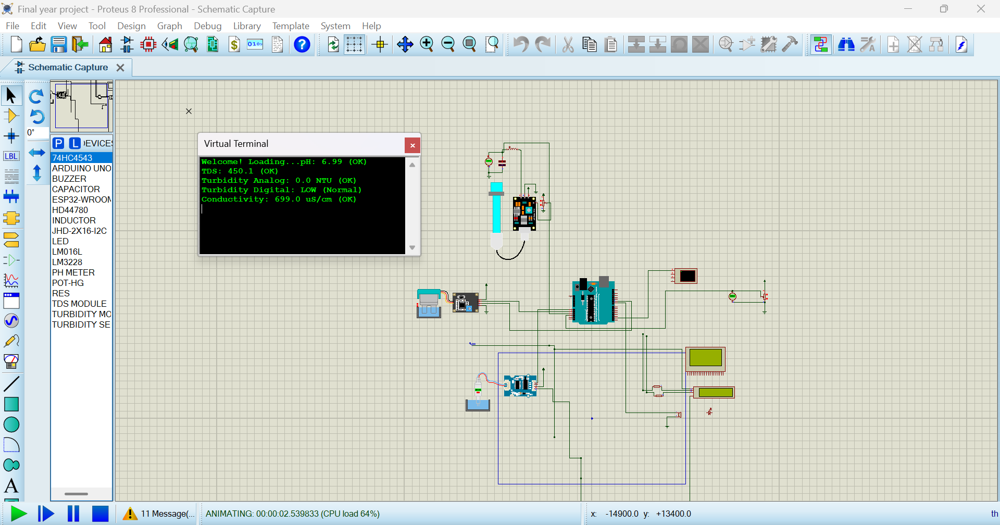 Final year project - Proteus 8 Professional - Schematic Capture
File Edit View Tool Design Graph Debug Library Template System Help
Schematic Capture
0°
P L DEVICES
LBL
74HC4543
ARDUINO UNO
BUZZER
CAPACITOR
ESP32-WROOM
HD44780
INDUCTOR
JHD-2X16-I2C
LED
LM016L
LM3228
PH METER
POT-HG
RES
TDS MODULE
TURBIDITY MO
TURBIDITY SE
A
Virtual Terminal
Welcome! Loading...pH: 6.99 (OK)
TDS: 450.1 (OK)
Turbidity Analog: 0.0 NTU (OK)
Turbidity Digital: LOW (Normal)
Conductivity: 699.0 uS/cm (OK)
11 Message(...
ANIMATING: 00:00:02.539833 (CPU load 64%)
x: -14900.0 y: +13400.0
th